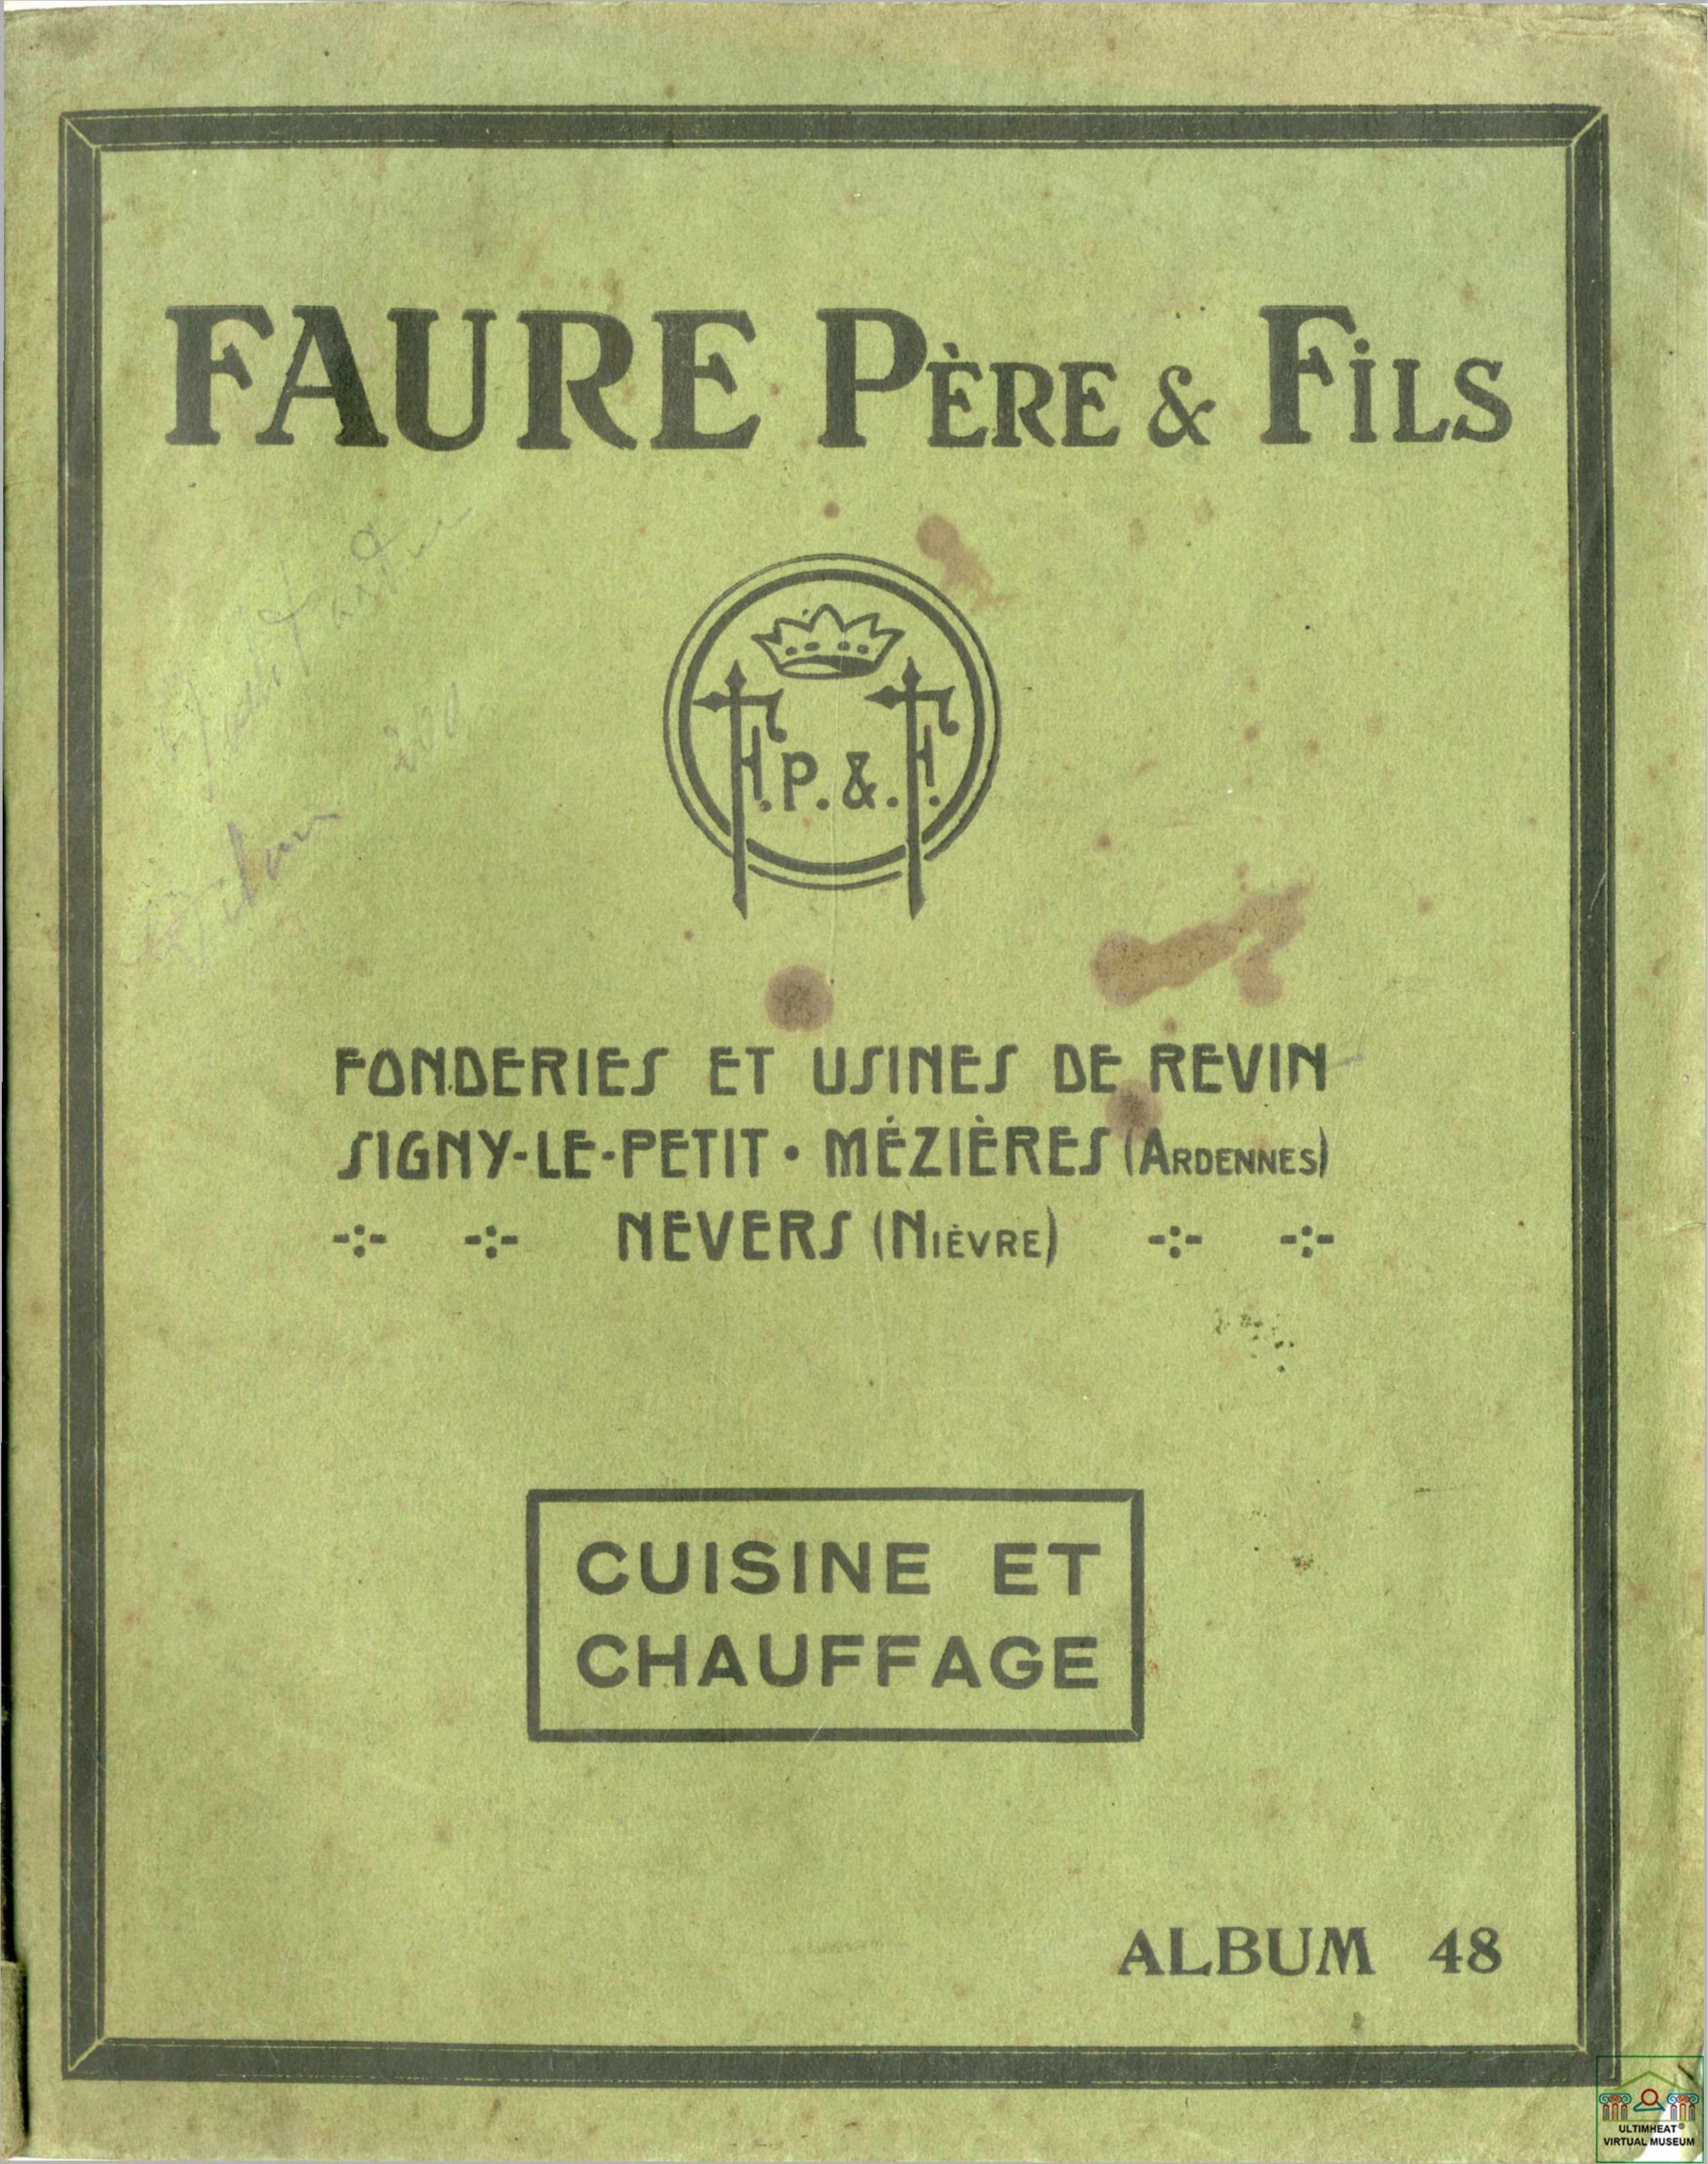 FAURE PÈRE & FILS
F.P.&.F.
FONDERIES ET USINES DE REVIN
SIGNY-LE-PETIT • MÉZIÈRES (ARDENNES)
-:- -:- NEVERS (NIÈVRE) -:- -:-
CUISINE ET
CHAUFFAGE
ALBUM 48
ULTIMHEAT®
VIRTUAL MUSEUM